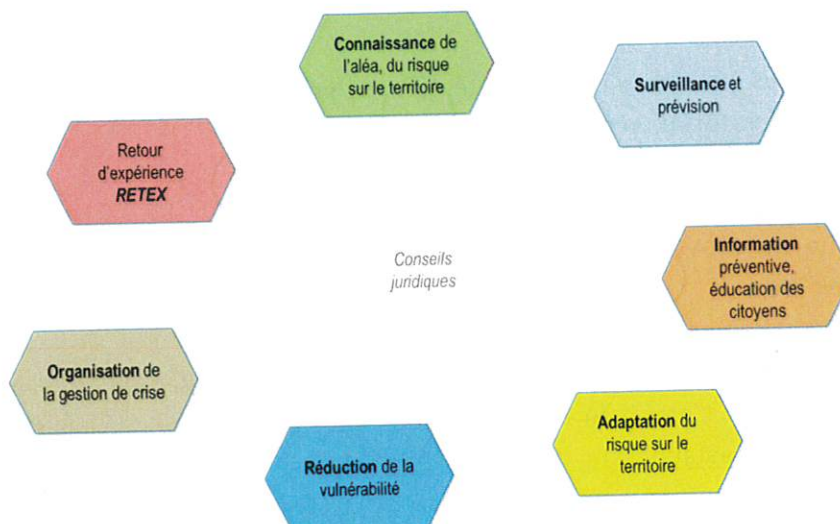 Connaissance de
l'aléa, du risque
sur le territoire
Surveillance et
prévision
Retour
d'expérience
RETEX
Information
préventive,
éducation des
citoyens
Conseils
juridiques
Organisation de
la gestion de crise
Adaptation du
risque sur le
territoire
Réduction de la
vulnérabilité